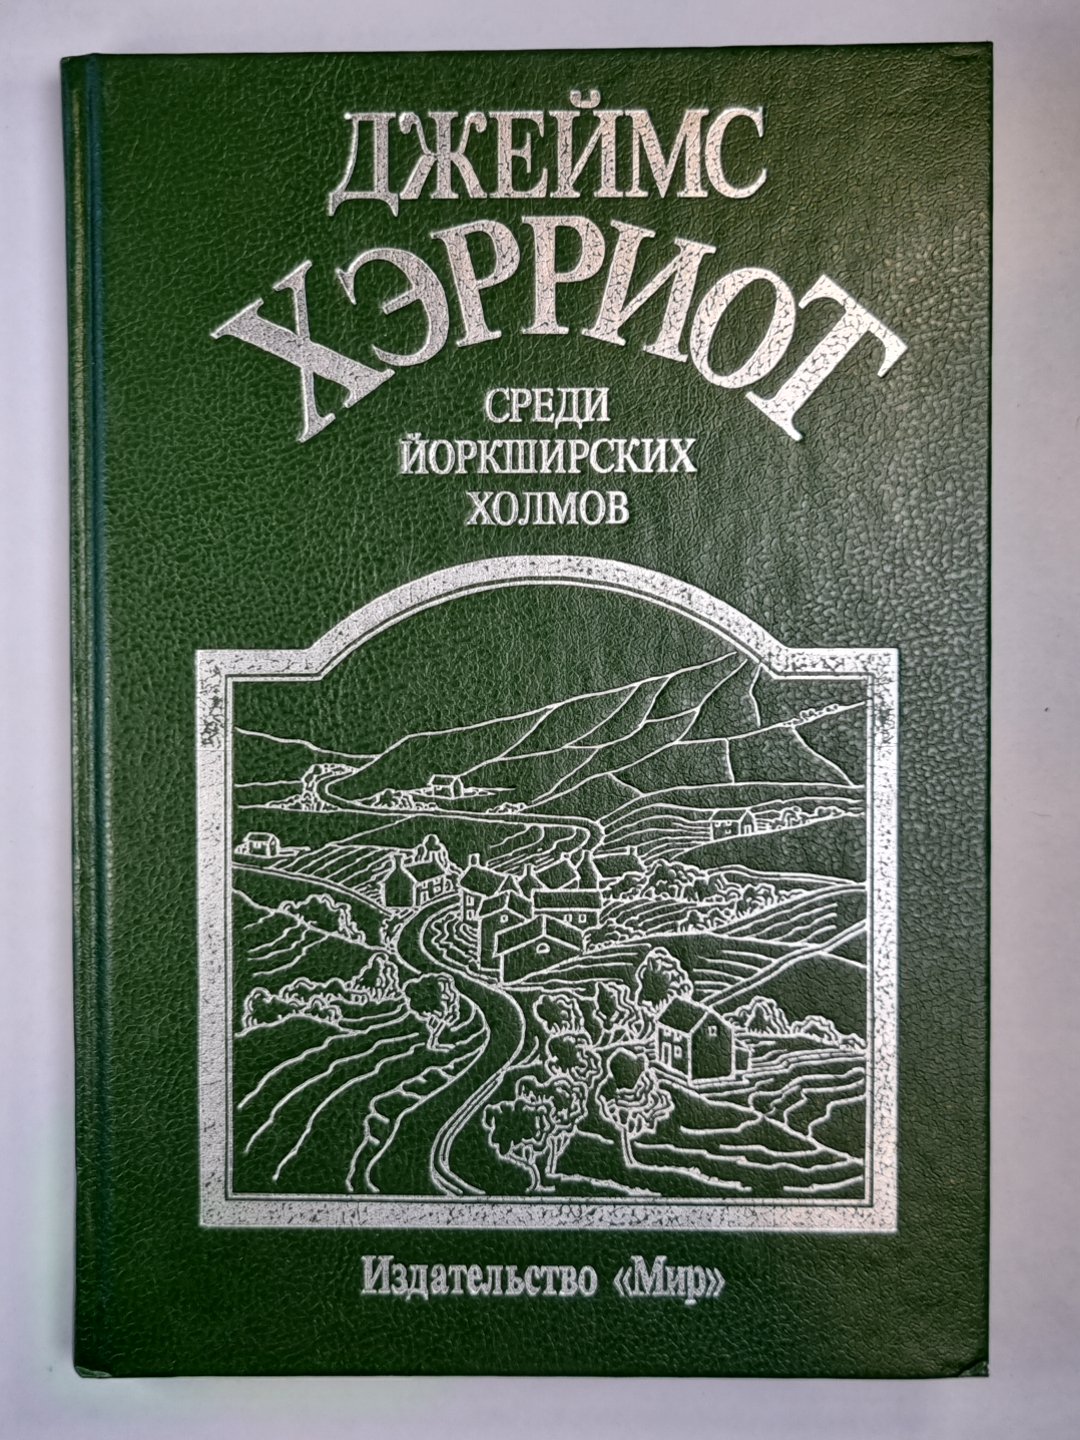 ДЖЕЙМС
ХЭРРИОТ
СРЕДИ
ЙОРКШИРСКИХ
ХОЛМОВ
Издательство «Мир»